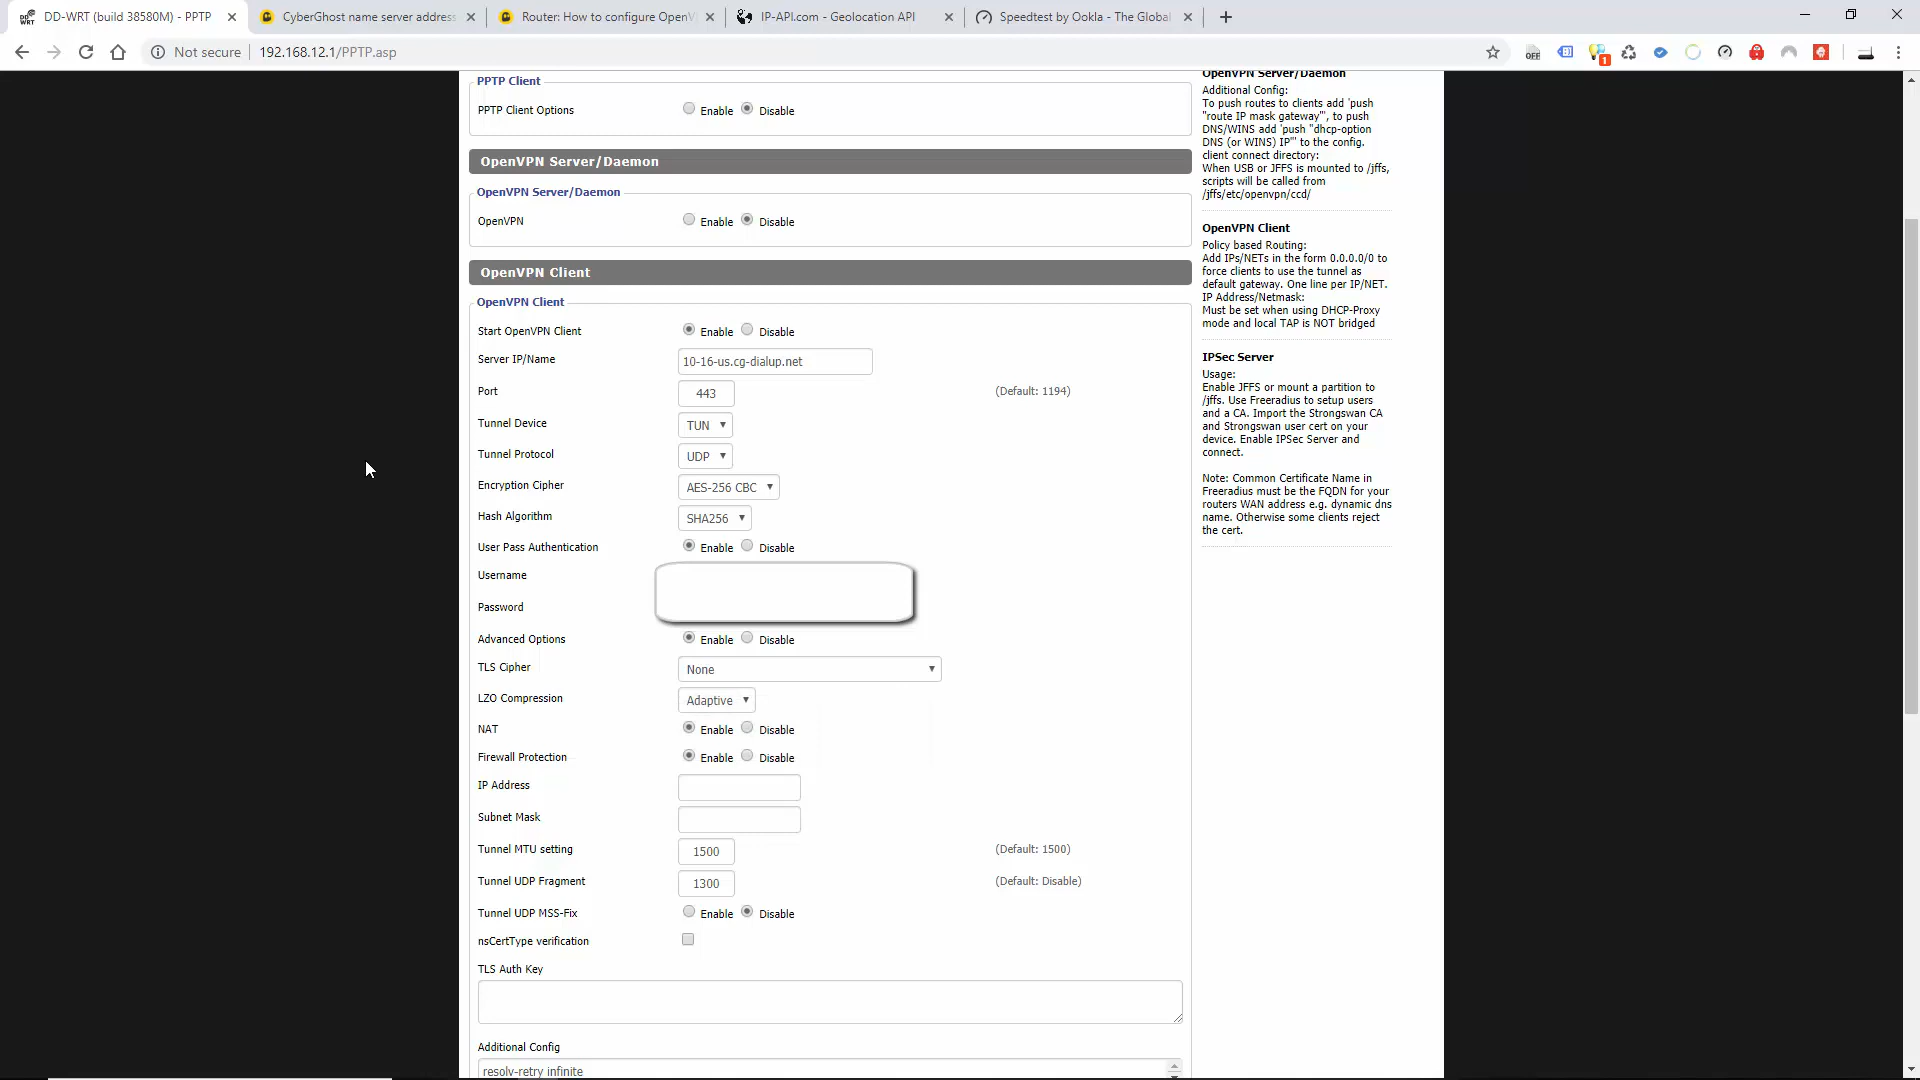 DD-WRT (build 38580M) - PPTP
CyberGhost name server address
Router: How to configure OpenV
IP-API.com - Geolocation API
Speedtest by Ookla - The Global
Not secure
192.168.12.1/PPTP.asp
OFF
1
PPTP Client
PPTP Client Options
Enable
Disable
OpenVPN Server/Daemon
OpenVPN Server/Daemon
OpenVPN
Enable
Disable
OpenVPN Client
OpenVPN Client
Start OpenVPN Client
Enable
Disable
Server IP/Name
10-16-us.cg-dialup.net
Port
443
(Default: 1194)
Tunnel Device
TUN
Tunnel Protocol
UDP
Encryption Cipher
AES-256 CBC
Hash Algorithm
SHA256
User Pass Authentication
Enable
Disable
Username
Password
Advanced Options
Enable
Disable
TLS Cipher
None
LZO Compression
Adaptive
NAT
Enable
Disable
Firewall Protection
Enable
Disable
IP Address
Subnet Mask
Tunnel MTU setting
1500
(Default: 1500)
Tunnel UDP Fragment
1300
(Default: Disable)
Tunnel UDP MSS-Fix
Enable
Disable
nsCertType verification
TLS Auth Key
Additional Config
resolv-retry infinite
OpenVPN Server/Daemon
Additional Config:
To push routes to clients add 'push
"route IP mask gateway"', to push
DNS/WINS add 'push "dhcp-option
DNS (or WINS) IP"' to the config.
client connect directory:
When USB or JFFS is mounted to /jffs,
scripts will be called from
/jffs/etc/openvpn/ccd/
OpenVPN Client
Policy based Routing:
Add IPs/NETs in the form 0.0.0.0/0 to
force clients to use the tunnel as
default gateway. One line per IP/NET.
IP Address/Netmask:
Must be set when using DHCP-Proxy
mode and local TAP is NOT bridged
IPSec Server
Usage:
Enable JFFS or mount a partition to
/jffs. Use Freeradius to setup users
and a CA. Import the Strongswan CA
and Strongswan user cert on your
device. Enable IPSec Server and
connect.
Note: Common Certificate Name in
Freeradius must be the FQDN for your
routers WAN address e.g. dynamic dns
name. Otherwise some clients reject
the cert.